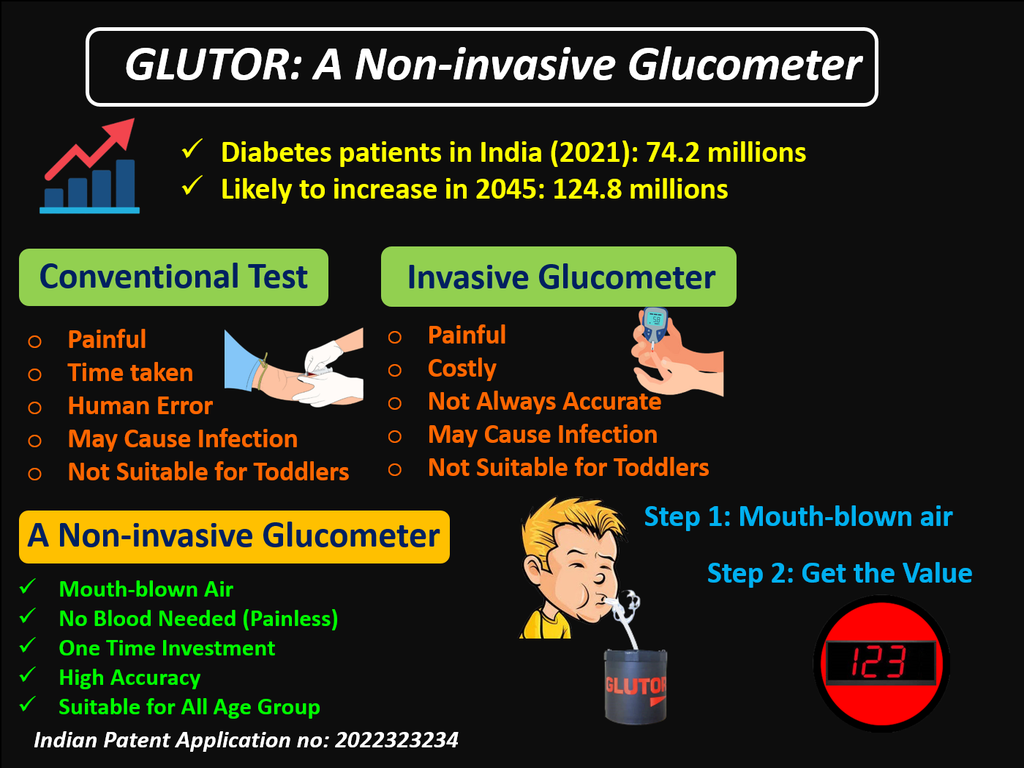 GLUTOR: A Non-invasive Glucometer
✓ Diabetes patients in India (2021): 74.2 millions
✓ Likely to increase in 2045: 124.8 millions
Conventional Test
o Painful
o Time taken
o Human Error
o May Cause Infection
o Not Suitable for Toddlers
Invasive Glucometer
o Painful
o Costly
o Not Always Accurate
o May Cause Infection
o Not Suitable for Toddlers
A Non-invasive Glucometer
✓ Mouth-blown Air
✓ No Blood Needed (Painless)
✓ One Time Investment
✓ High Accuracy
✓ Suitable for All Age Group
Step 1: Mouth-blown air
Step 2: Get the Value
GLUTOR
123
Indian Patent Application no: 2022323234